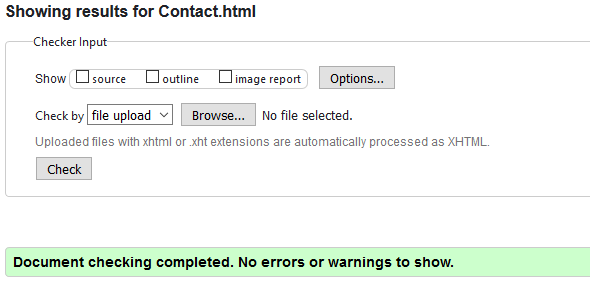 Showing results for Contact.html
Checker Input
Show source outline image report Options...
Check by file upload Browse... No file selected.
Uploaded files with xhtml or .xht extensions are automatically processed as XHTML.
Check
Document checking completed. No errors or warnings to show.